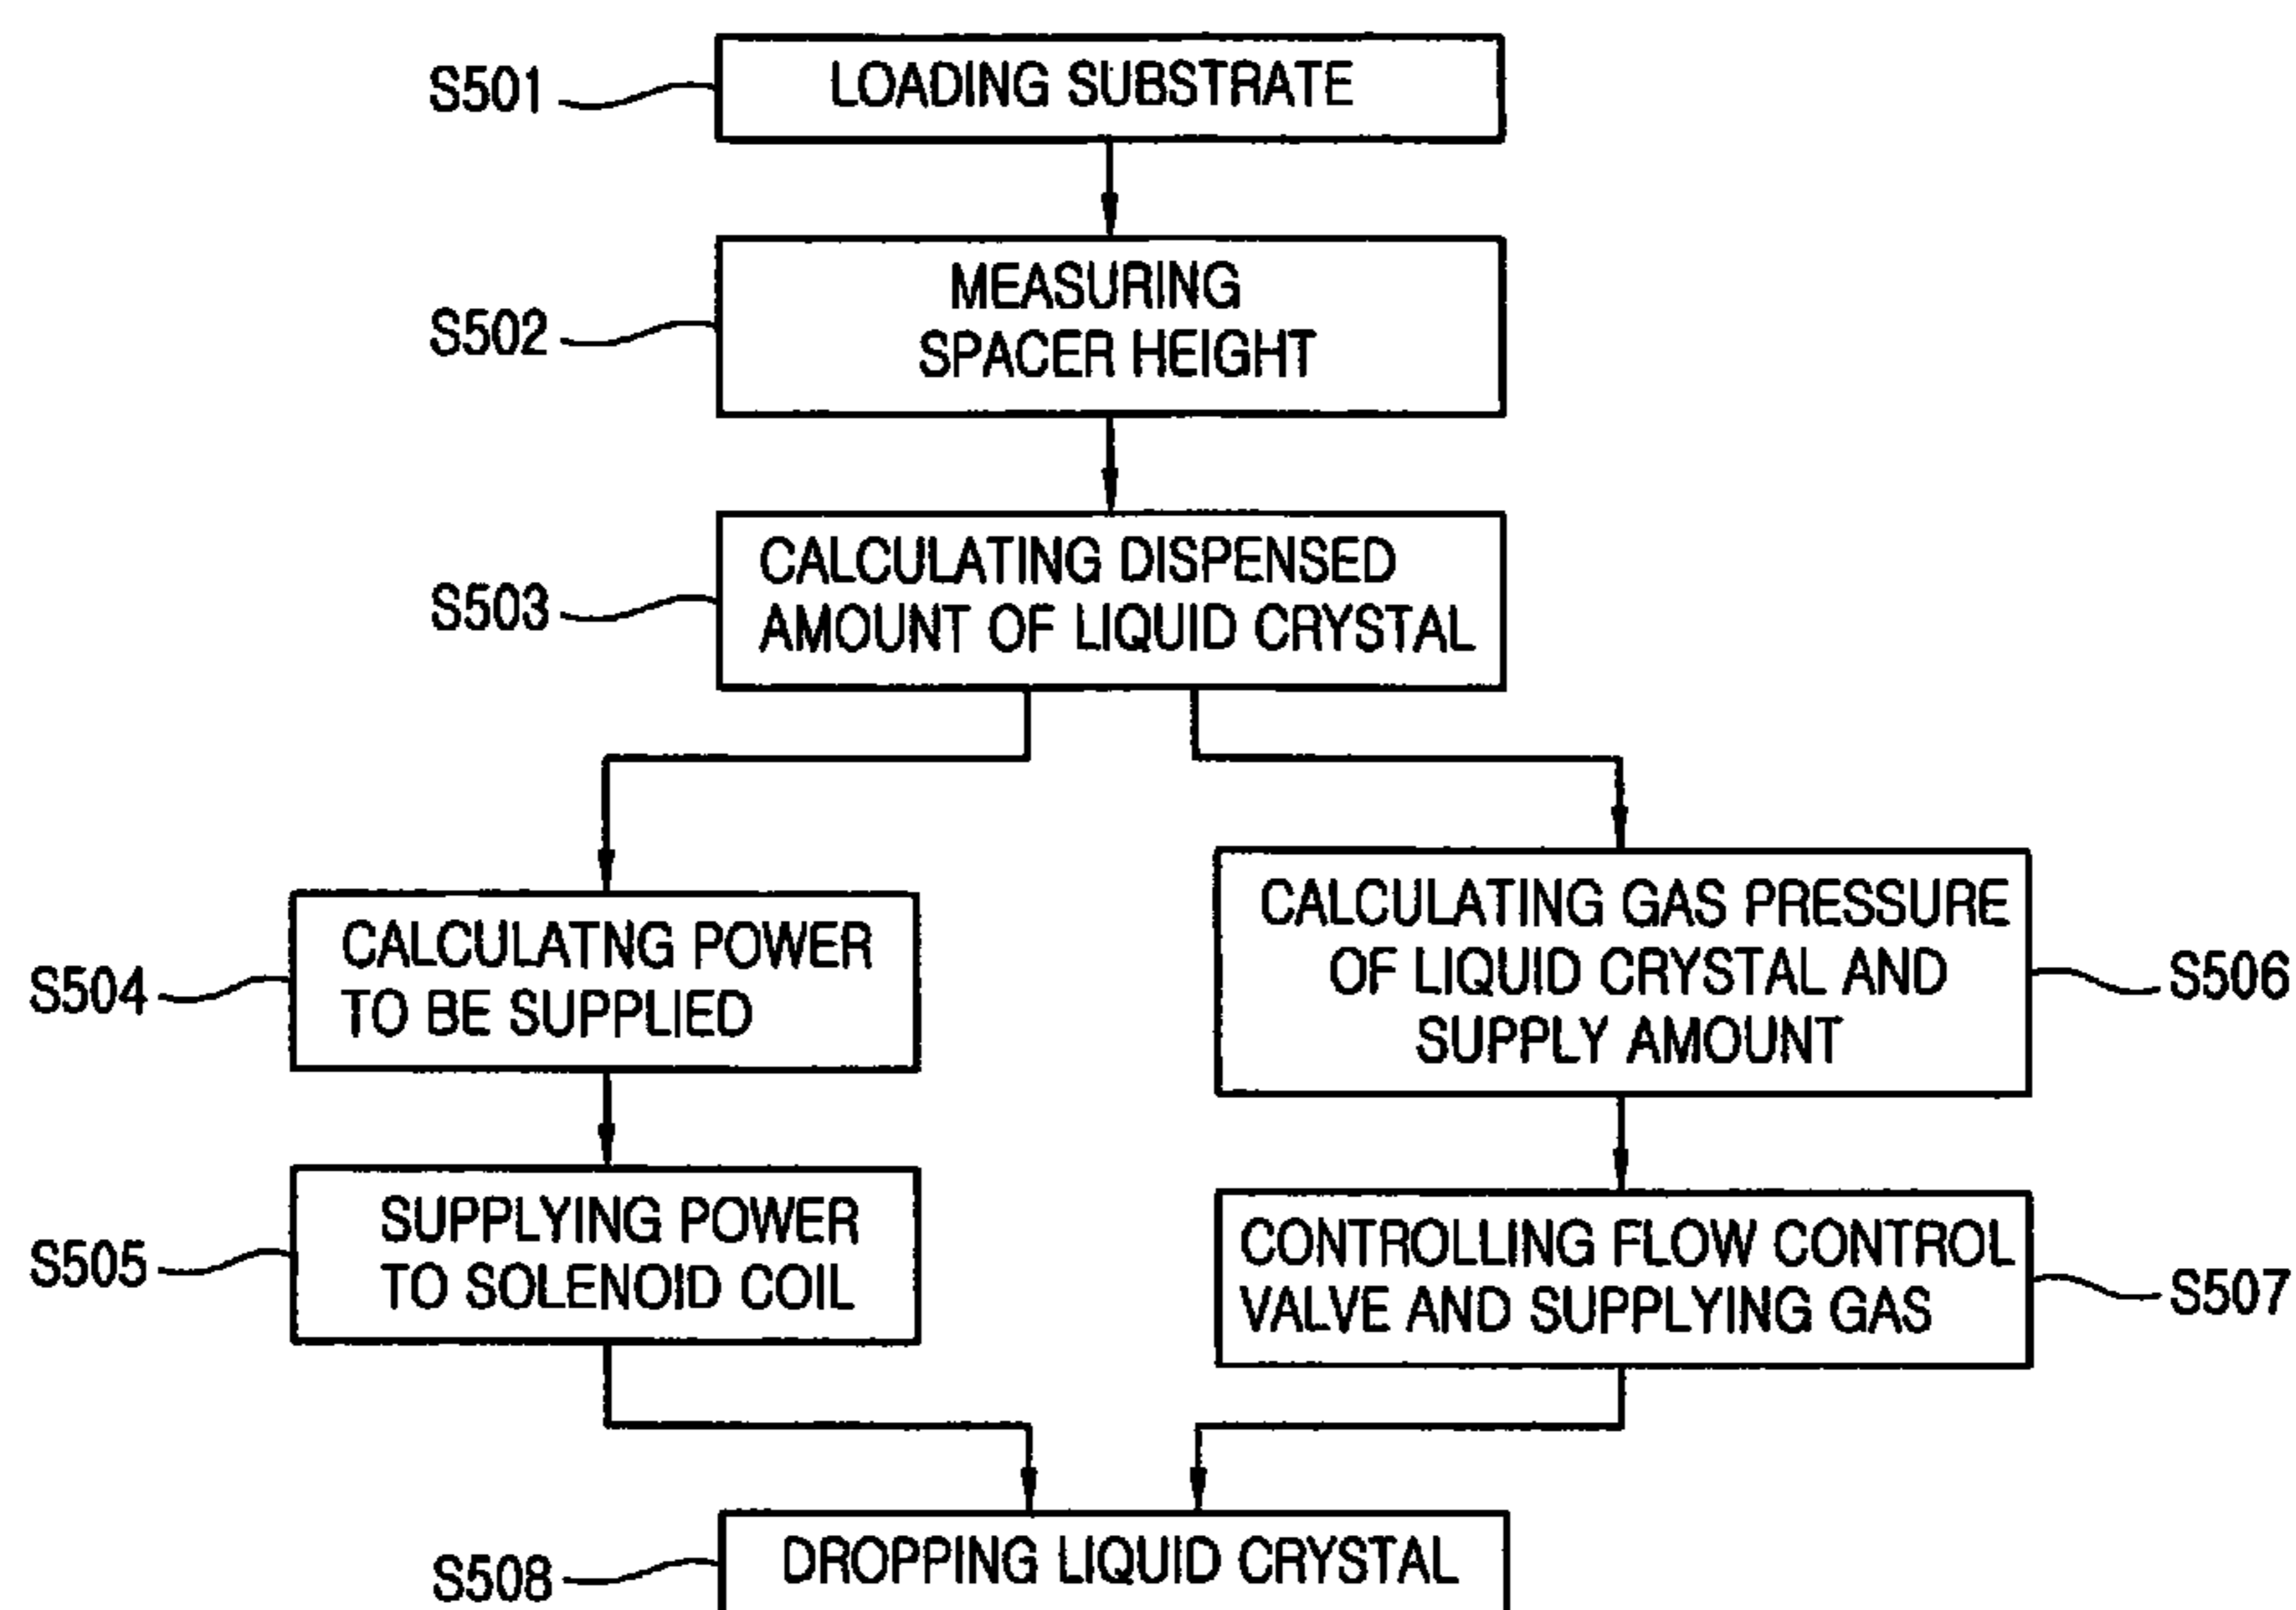 S501
LOADING SUBSTRATE
S502
MEASURING
SPACER HEIGHT
S503
CALCULATING DISPENSED
AMOUNT OF LIQUID CRYSTAL
S504
CALCULATNG POWER
TO BE SUPPLIED
CALCULATING GAS PRESSURE
OF LIQUID CRYSTAL AND
SUPPLY AMOUNT
S506
S505
SUPPLYING POWER
TO SOLENOID COIL
CONTROLLING FLOW CONTROL
VALVE AND SUPPLYING GAS
S507
S508
DROPPING LIQUID CRYSTAL